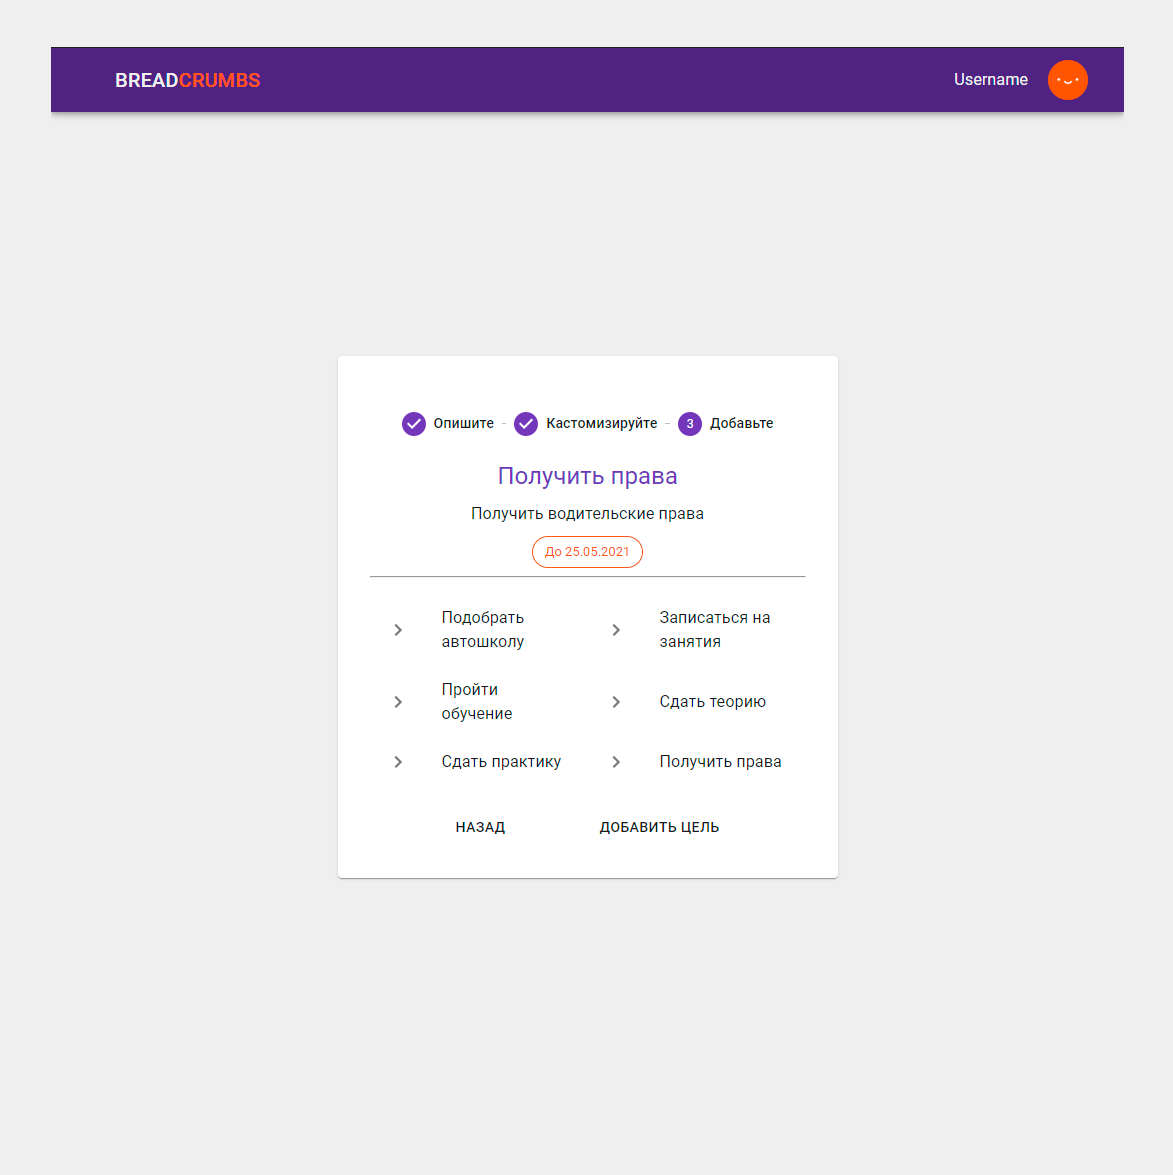 BREADCRUMBS
Username
Опишите
Кастомизируйте
3 Добавьте
Получить права
Получить водительские права
До 25.05.2021
Подобрать
автошколу
Записаться на
занятия
Пройти
обучение
Сдать теорию
Сдать практику
Получить права
НАЗАД
ДОБАВИТЬ ЦЕЛЬ